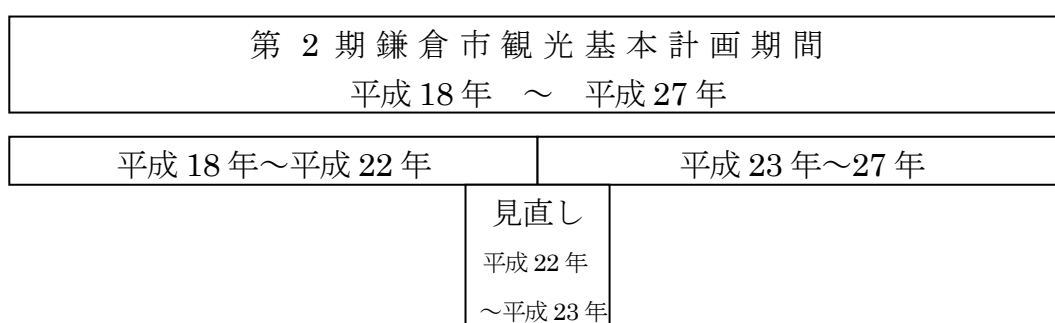 第 2 期 鎌 倉 市 観 光 基 本 計 画 期 間
平成 18 年　～　平成 27 年
平成 18 年～平成 22 年
平成 23 年～27 年
見直し
平成 22 年
～平成 23 年